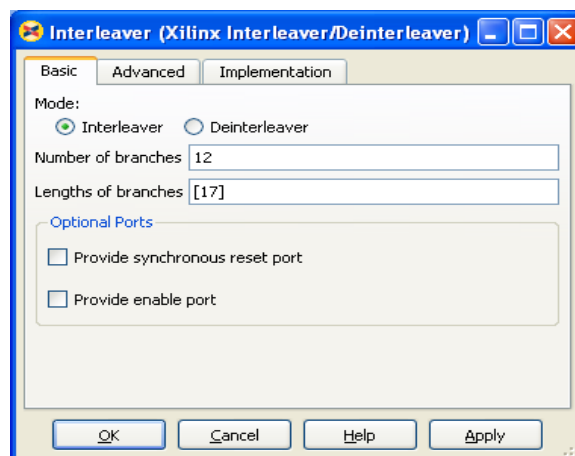 Interleaver (Xilinx Interleaver/Deinterleaver)
Basic Advanced Implementation
Mode:
Interleaver Deinterleaver
Number of branches 12
Lengths of branches [17]
Optional Ports
Provide synchronous reset port
Provide enable port
OK Cancel Help Apply